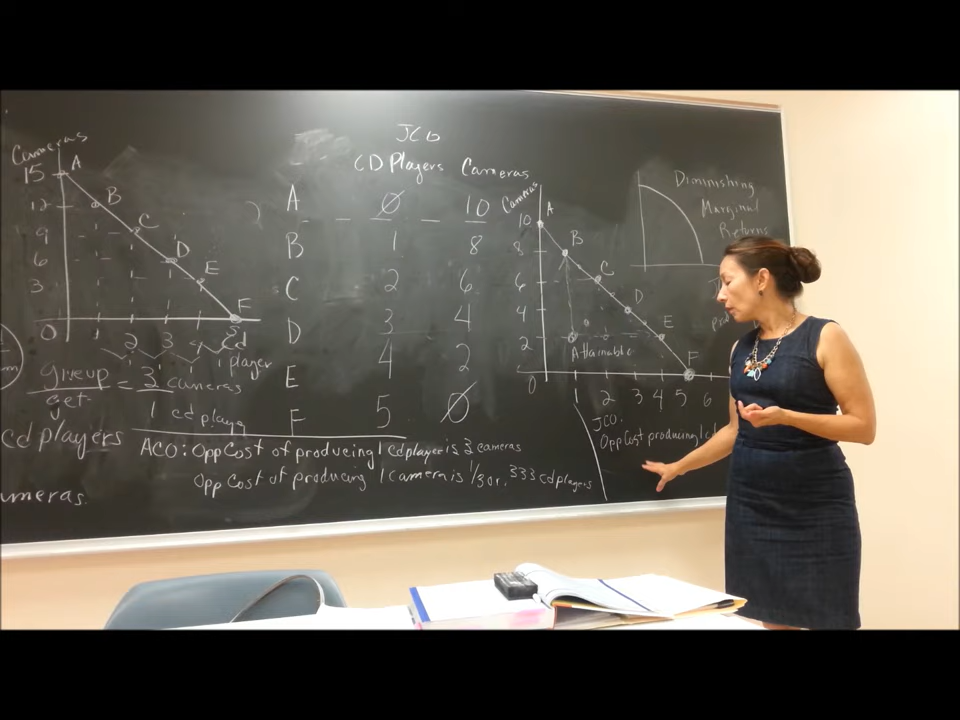 Cameras
15 A
12 B
9 C
6 D
3 E
F
0 1 2 3 4 5 cd player
give up = 3 cameras
get 1 cd playe
cd players
ameras.
JCO
CD Players Cameras
A Ø 10
B 1 8
C 2 6
D 3 4
E 4 2
F 5 Ø
ACO: Opp Cost of producing 1 cd player is 3 cameras
Opp Cost of producing 1 camera is 1/3 or .333 cd players
Cameras
10 A
8 B
6 C
4 D
2 E
Attainable
F
0 1 2 3 4 5 6
JCO.
Opp Cost producing 1 c
Diminishing
Marginal
Returns